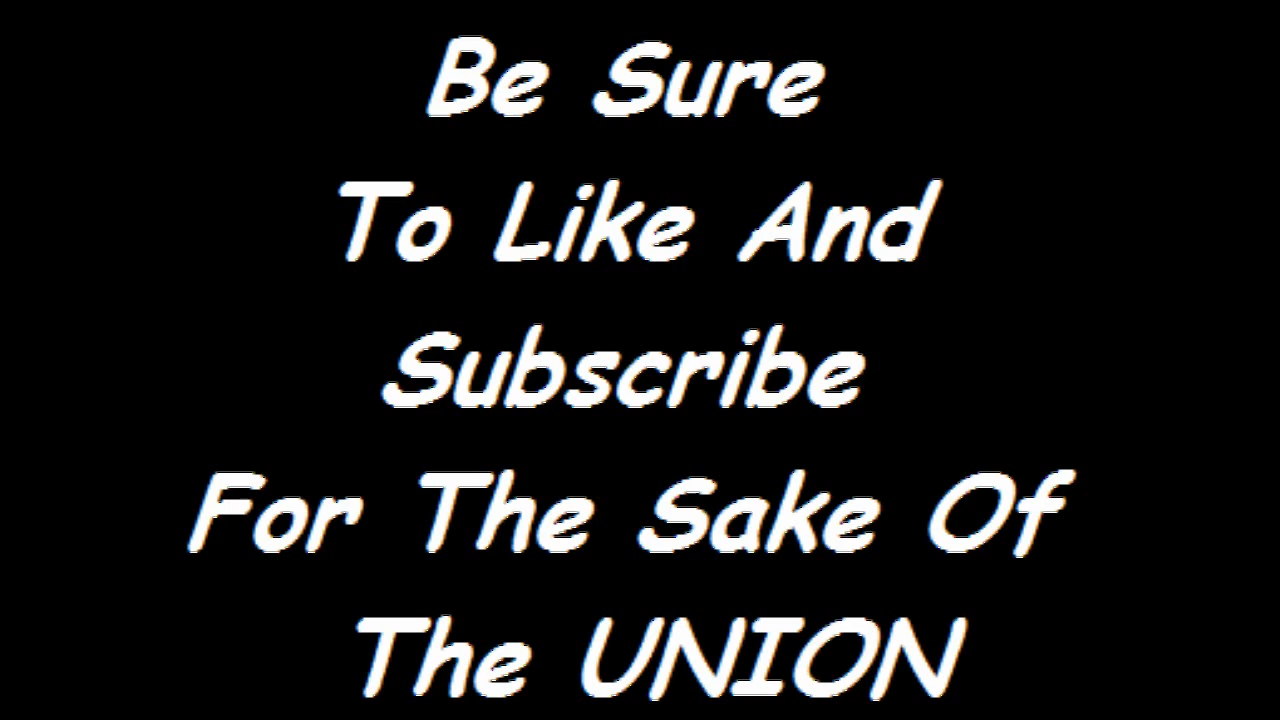 Be Sure
To Like And
Subscribe
For The Sake Of
The UNION